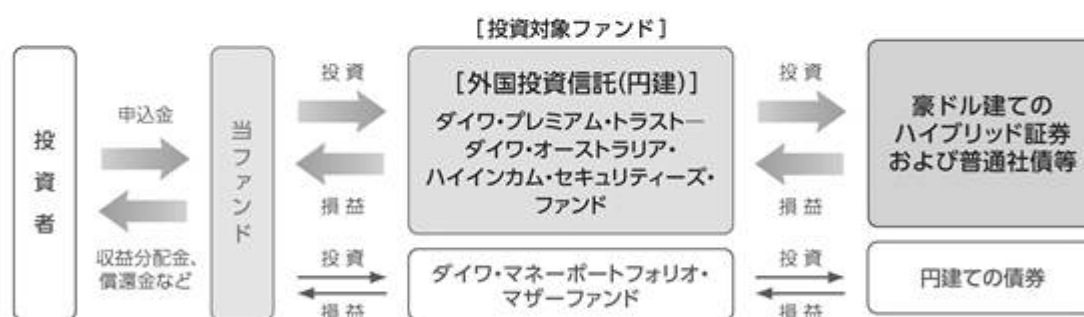 [投資対象ファンド]
投資者
申込金
収益分配金、
償還金など
当ファンド
投資
損益
[外国投資信託(円建)]
ダイワ・プレミアム・トラスト―
ダイワ・オーストラリア・
ハイインカム・セキュリティーズ・
ファンド
投資
損益
豪ドル建ての
ハイブリッド証券
および普通社債等
投資
損益
ダイワ・マネーポートフォリオ・
マザーファンド
投資
損益
円建ての債券